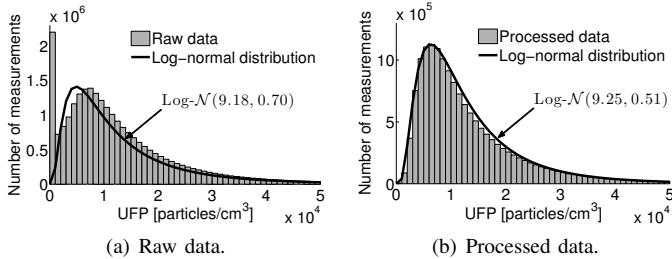 x 10^6
Number of measurements
2
1.5
1
0.5
0
Raw data
Log-normal distribution
Log-𝒩(9.18, 0.70)
0 1 2 3 4 5
UFP [particles/cm^3]
x 10^4
(a) Raw data.
x 10^5
Number of measurements
10
5
0
Processed data
Log-normal distribution
Log-𝒩(9.25, 0.51)
0 1 2 3 4 5
UFP [particles/cm^3]
x 10^4
(b) Processed data.